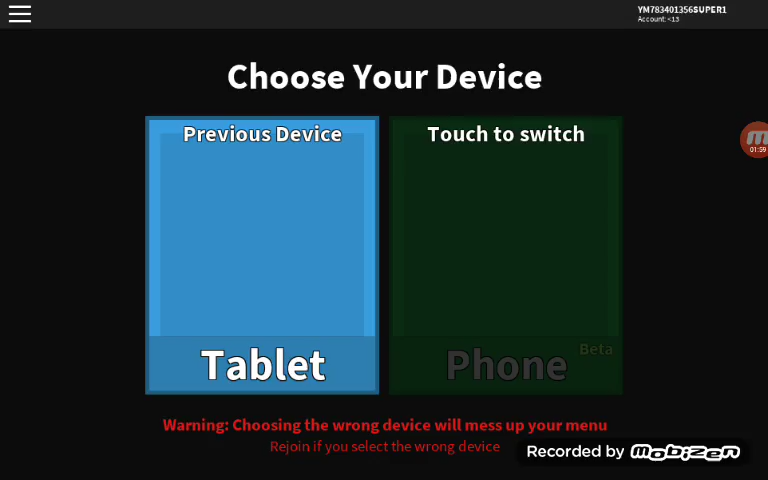 YM783401356SUPER1
Account: <13
Choose Your Device
Previous Device
Touch to switch
01:59
Tablet
Phone
Beta
Warning: Choosing the wrong device will mess up your menu
Rejoin if you select the wrong device
Recorded by Mobizen